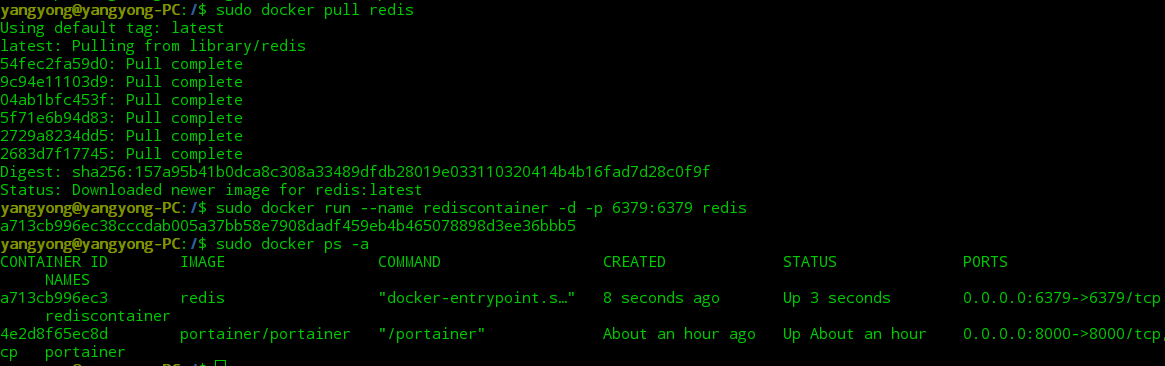 yangyong@yangyong-PC:/$ sudo docker pull redis
Using default tag: latest
latest: Pulling from library/redis
54fec2fa59d0: Pull complete
9c94e11103d9: Pull complete
04ab1bfc453f: Pull complete
5f71e6b94d83: Pull complete
2729a8234dd5: Pull complete
2683d7f17745: Pull complete
Digest: sha256:157a95b41b0dca8c308a33489dfdb28019e033110320414b4b16fad7d28c0f9f
Status: Downloaded newer image for redis:latest
yangyong@yangyong-PC:/$ sudo docker run --name rediscontainer -d -p 6379:6379 redis
a713cb996ec38cccdab005a37bb58e7908dadf459eb4b465078898d3ee36bbb5
yangyong@yangyong-PC:/$ sudo docker ps -a
CONTAINER ID        IMAGE                 COMMAND                  CREATED             STATUS              PORTS
     NAMES
a713cb996ec3        redis                 "docker-entrypoint.s…"   8 seconds ago       Up 3 seconds        0.0.0.0:6379->6379/tcp
     rediscontainer
4e2d8f65ec8d        portainer/portainer   "/portainer"             About an hour ago   Up About an hour    0.0.0.0:8000->8000/tcp,
cp   portainer
yangyong@yangyong-PC:/$